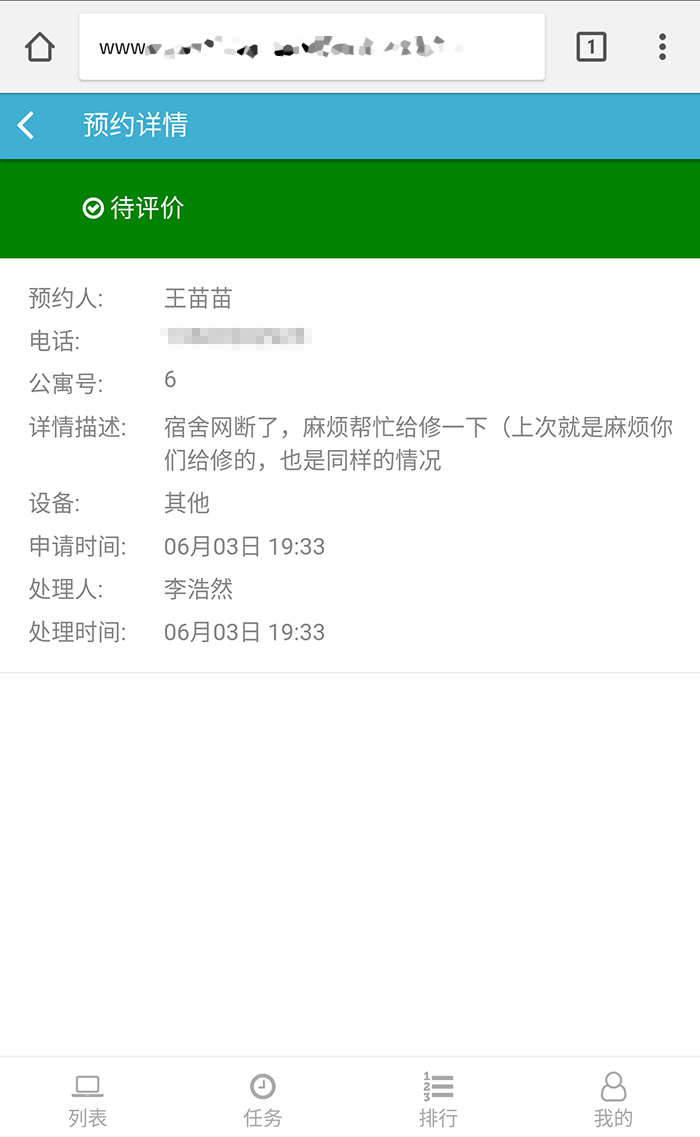 www
1
预约详情
待评价
预约人: 王苗苗
电话:
公寓号: 6
详情描述: 宿舍网断了，麻烦帮忙给修一下（上次就是麻烦你
们给修的，也是同样的情况
设备: 其他
申请时间: 06月03日 19:33
处理人: 李浩然
处理时间: 06月03日 19:33
列表 任务 排行 我的